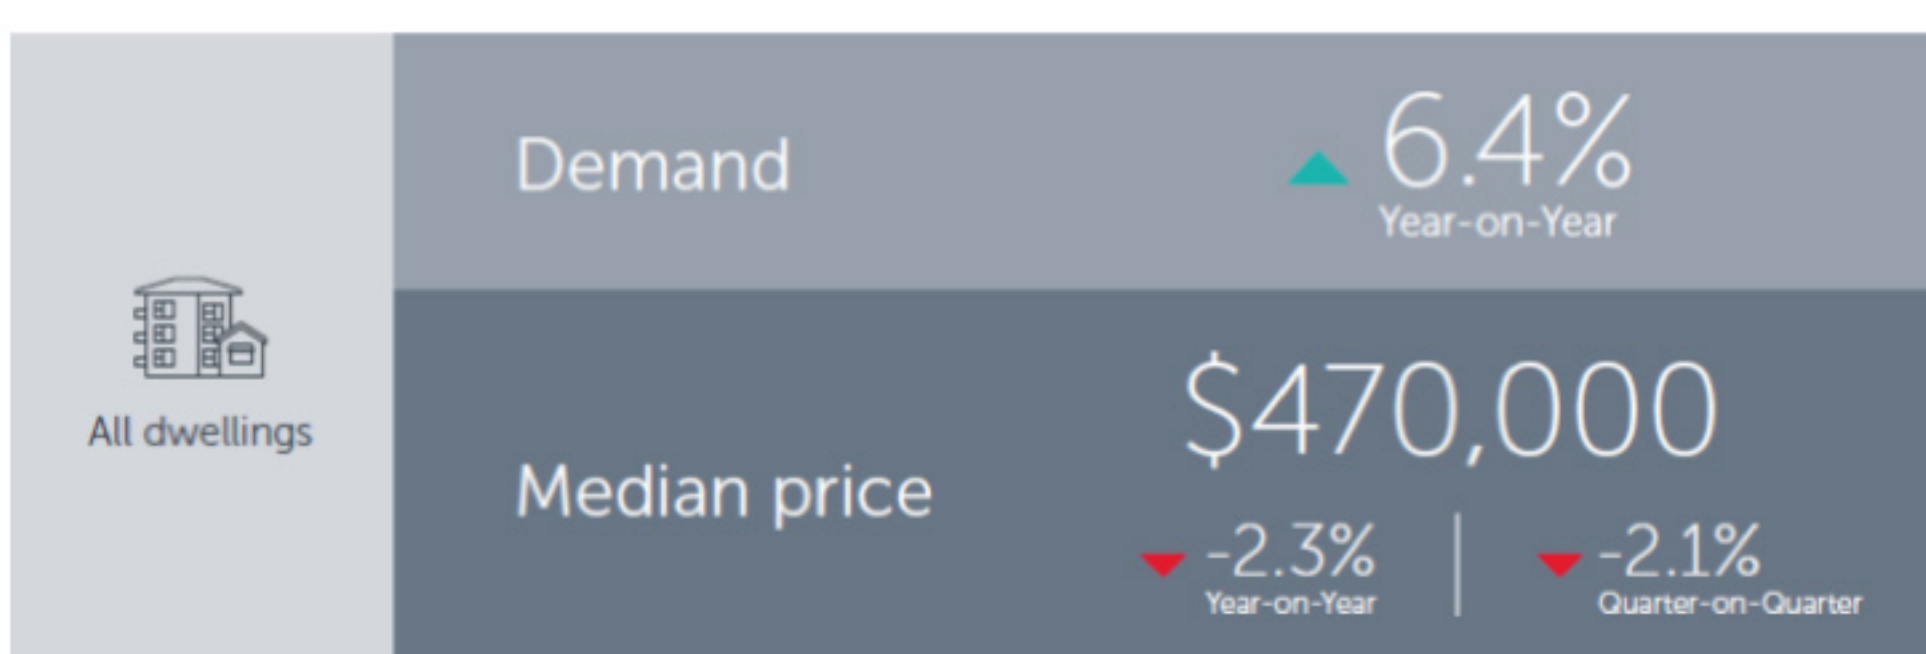 All dwellings
Demand
6.4%
Year-on-Year
Median price
$470,000
-2.3%
Year-on-Year
-2.1%
Quarter-on-Quarter